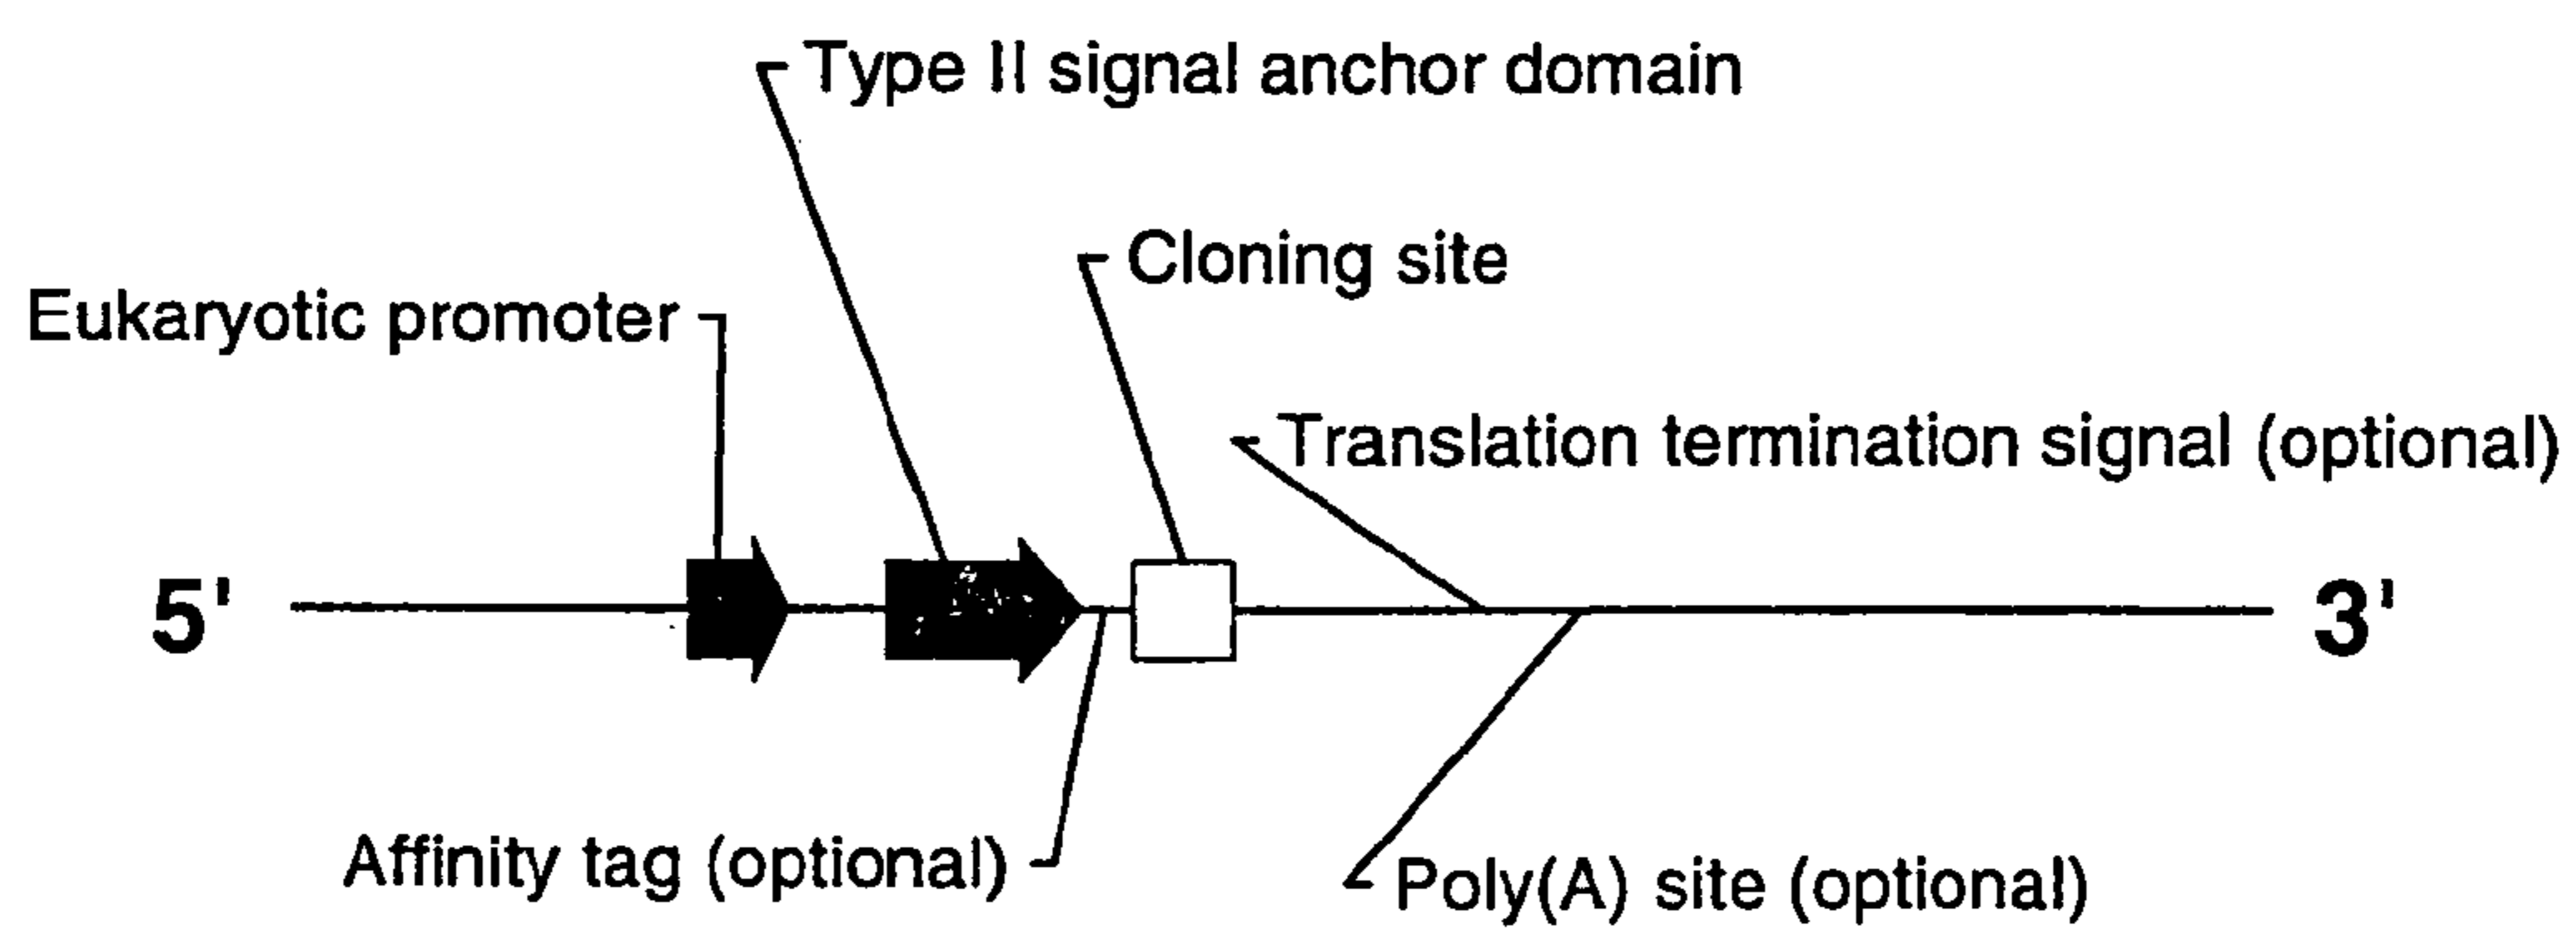 Type II signal anchor domain
Cloning site
Eukaryotic promoter
Translation termination signal (optional)
5' 3'
Affinity tag (optional)
Poly(A) site (optional)